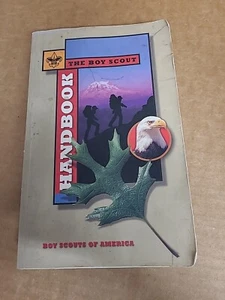 THE BOY SCOUT
HANDBOOK
BOY SCOUTS OF AMERICA